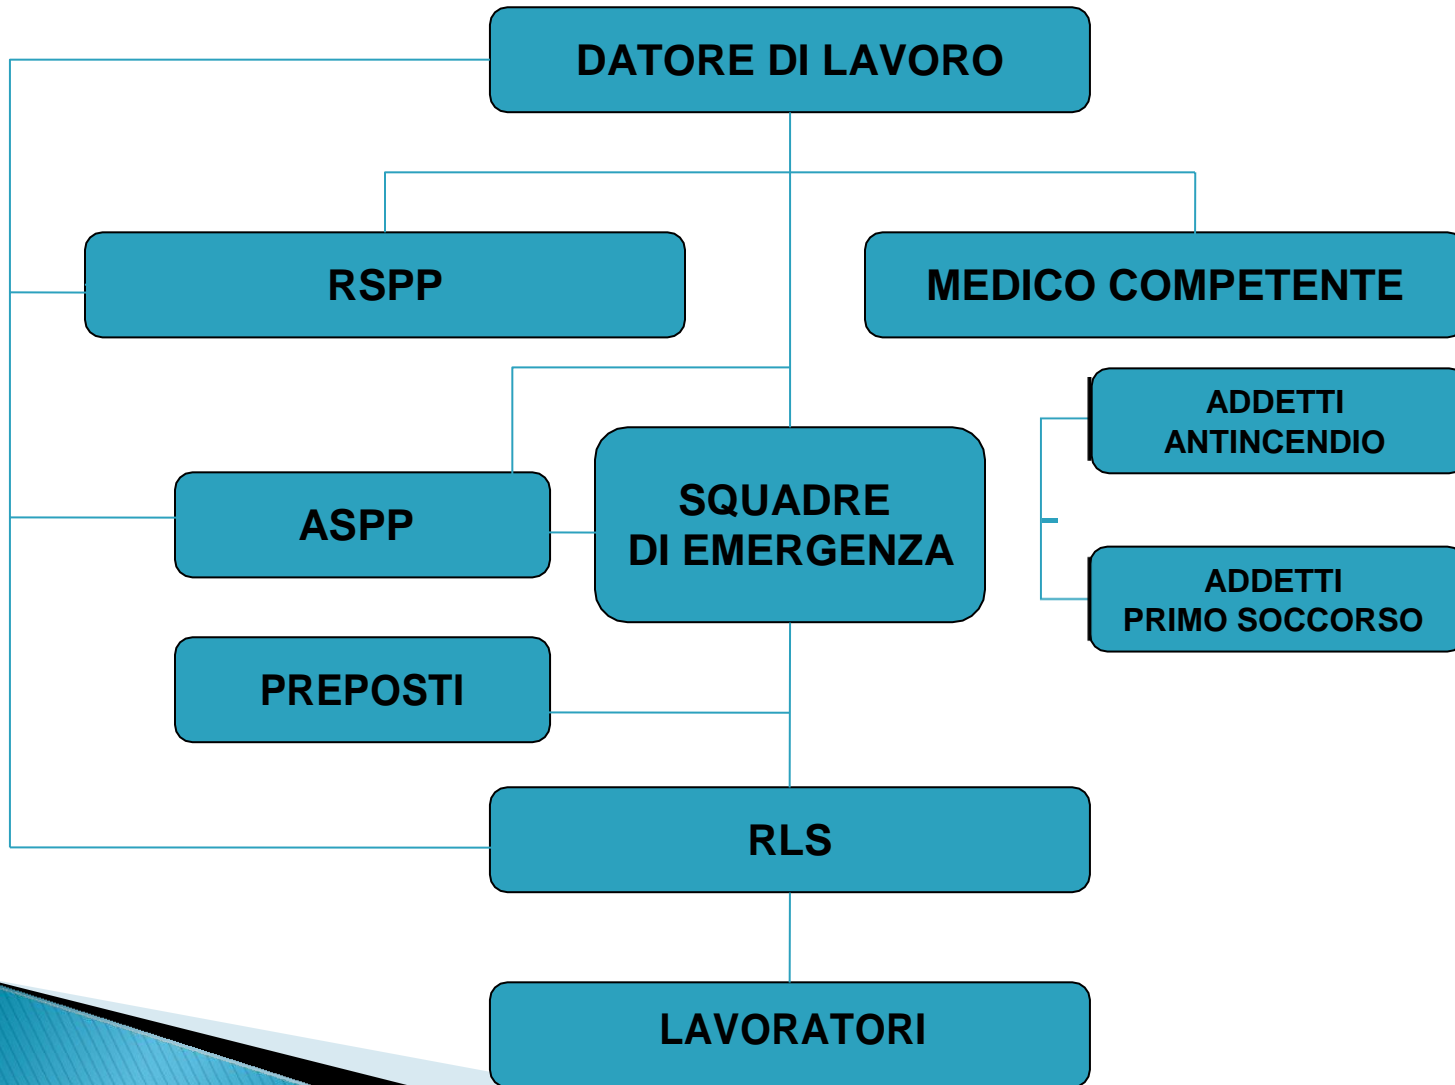 DATORE DI LAVORO
RSPP
MEDICO COMPETENTE
ADDETTI
ANTINCENDIO
ASPP
SQUADRE
DI EMERGENZA
ADDETTI
PRIMO SOCCORSO
PREPOSTI
RLS
LAVORATORI